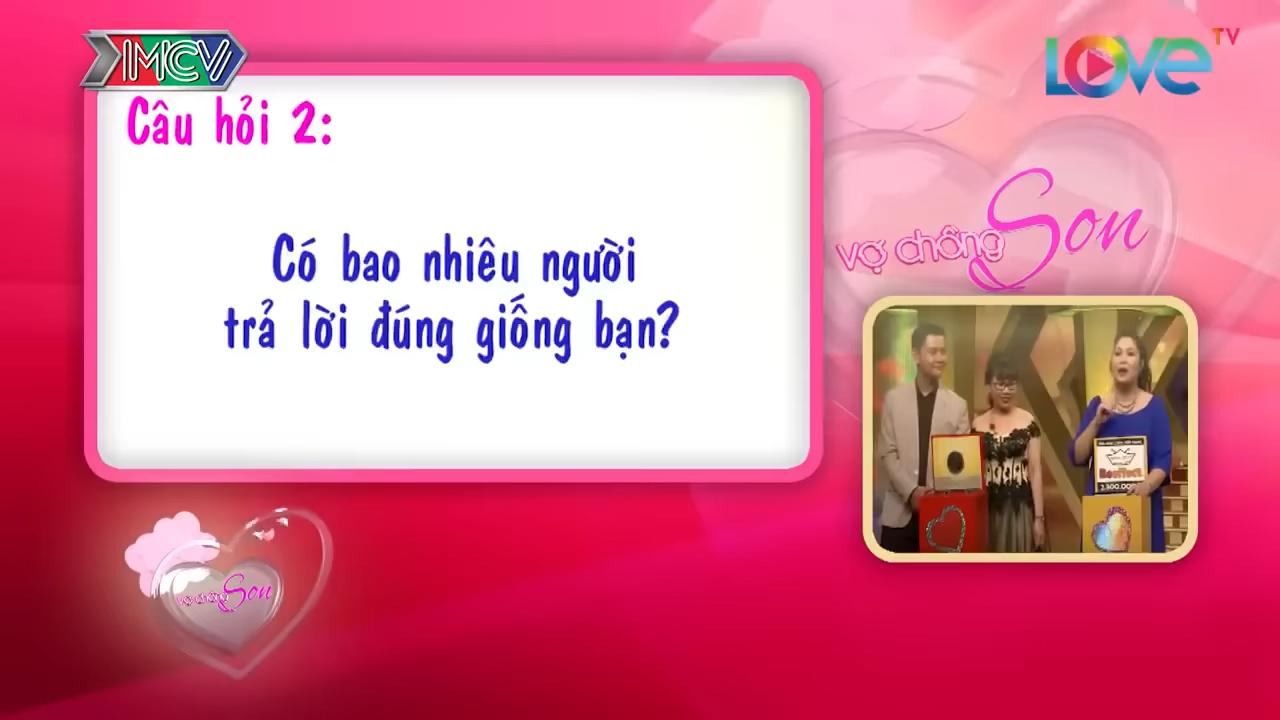 MCV
LOVE TV
Câu hỏi 2:
Có bao nhiêu người
trả lời đúng giống bạn?
vợ chồng Son
vợ chồng Son